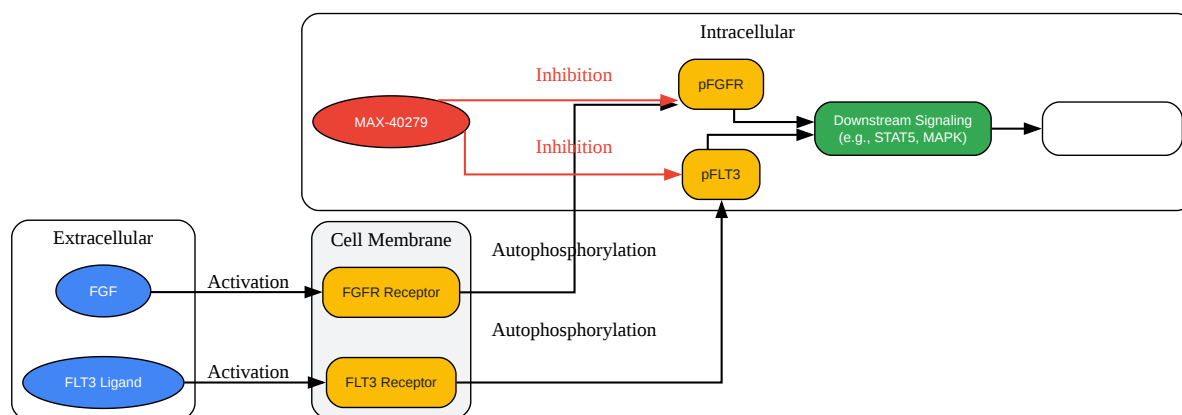 Intracellular
Inhibition
pFGFR
MAX-40279
Downstream Signaling
(e.g., STAT5, MAPK)
Inhibition
pFLT3
Extracellular
Cell Membrane
Autophosphorylation
FGF
Activation
FGFR Receptor
Autophosphorylation
FLT3 Ligand
Activation
FLT3 Receptor